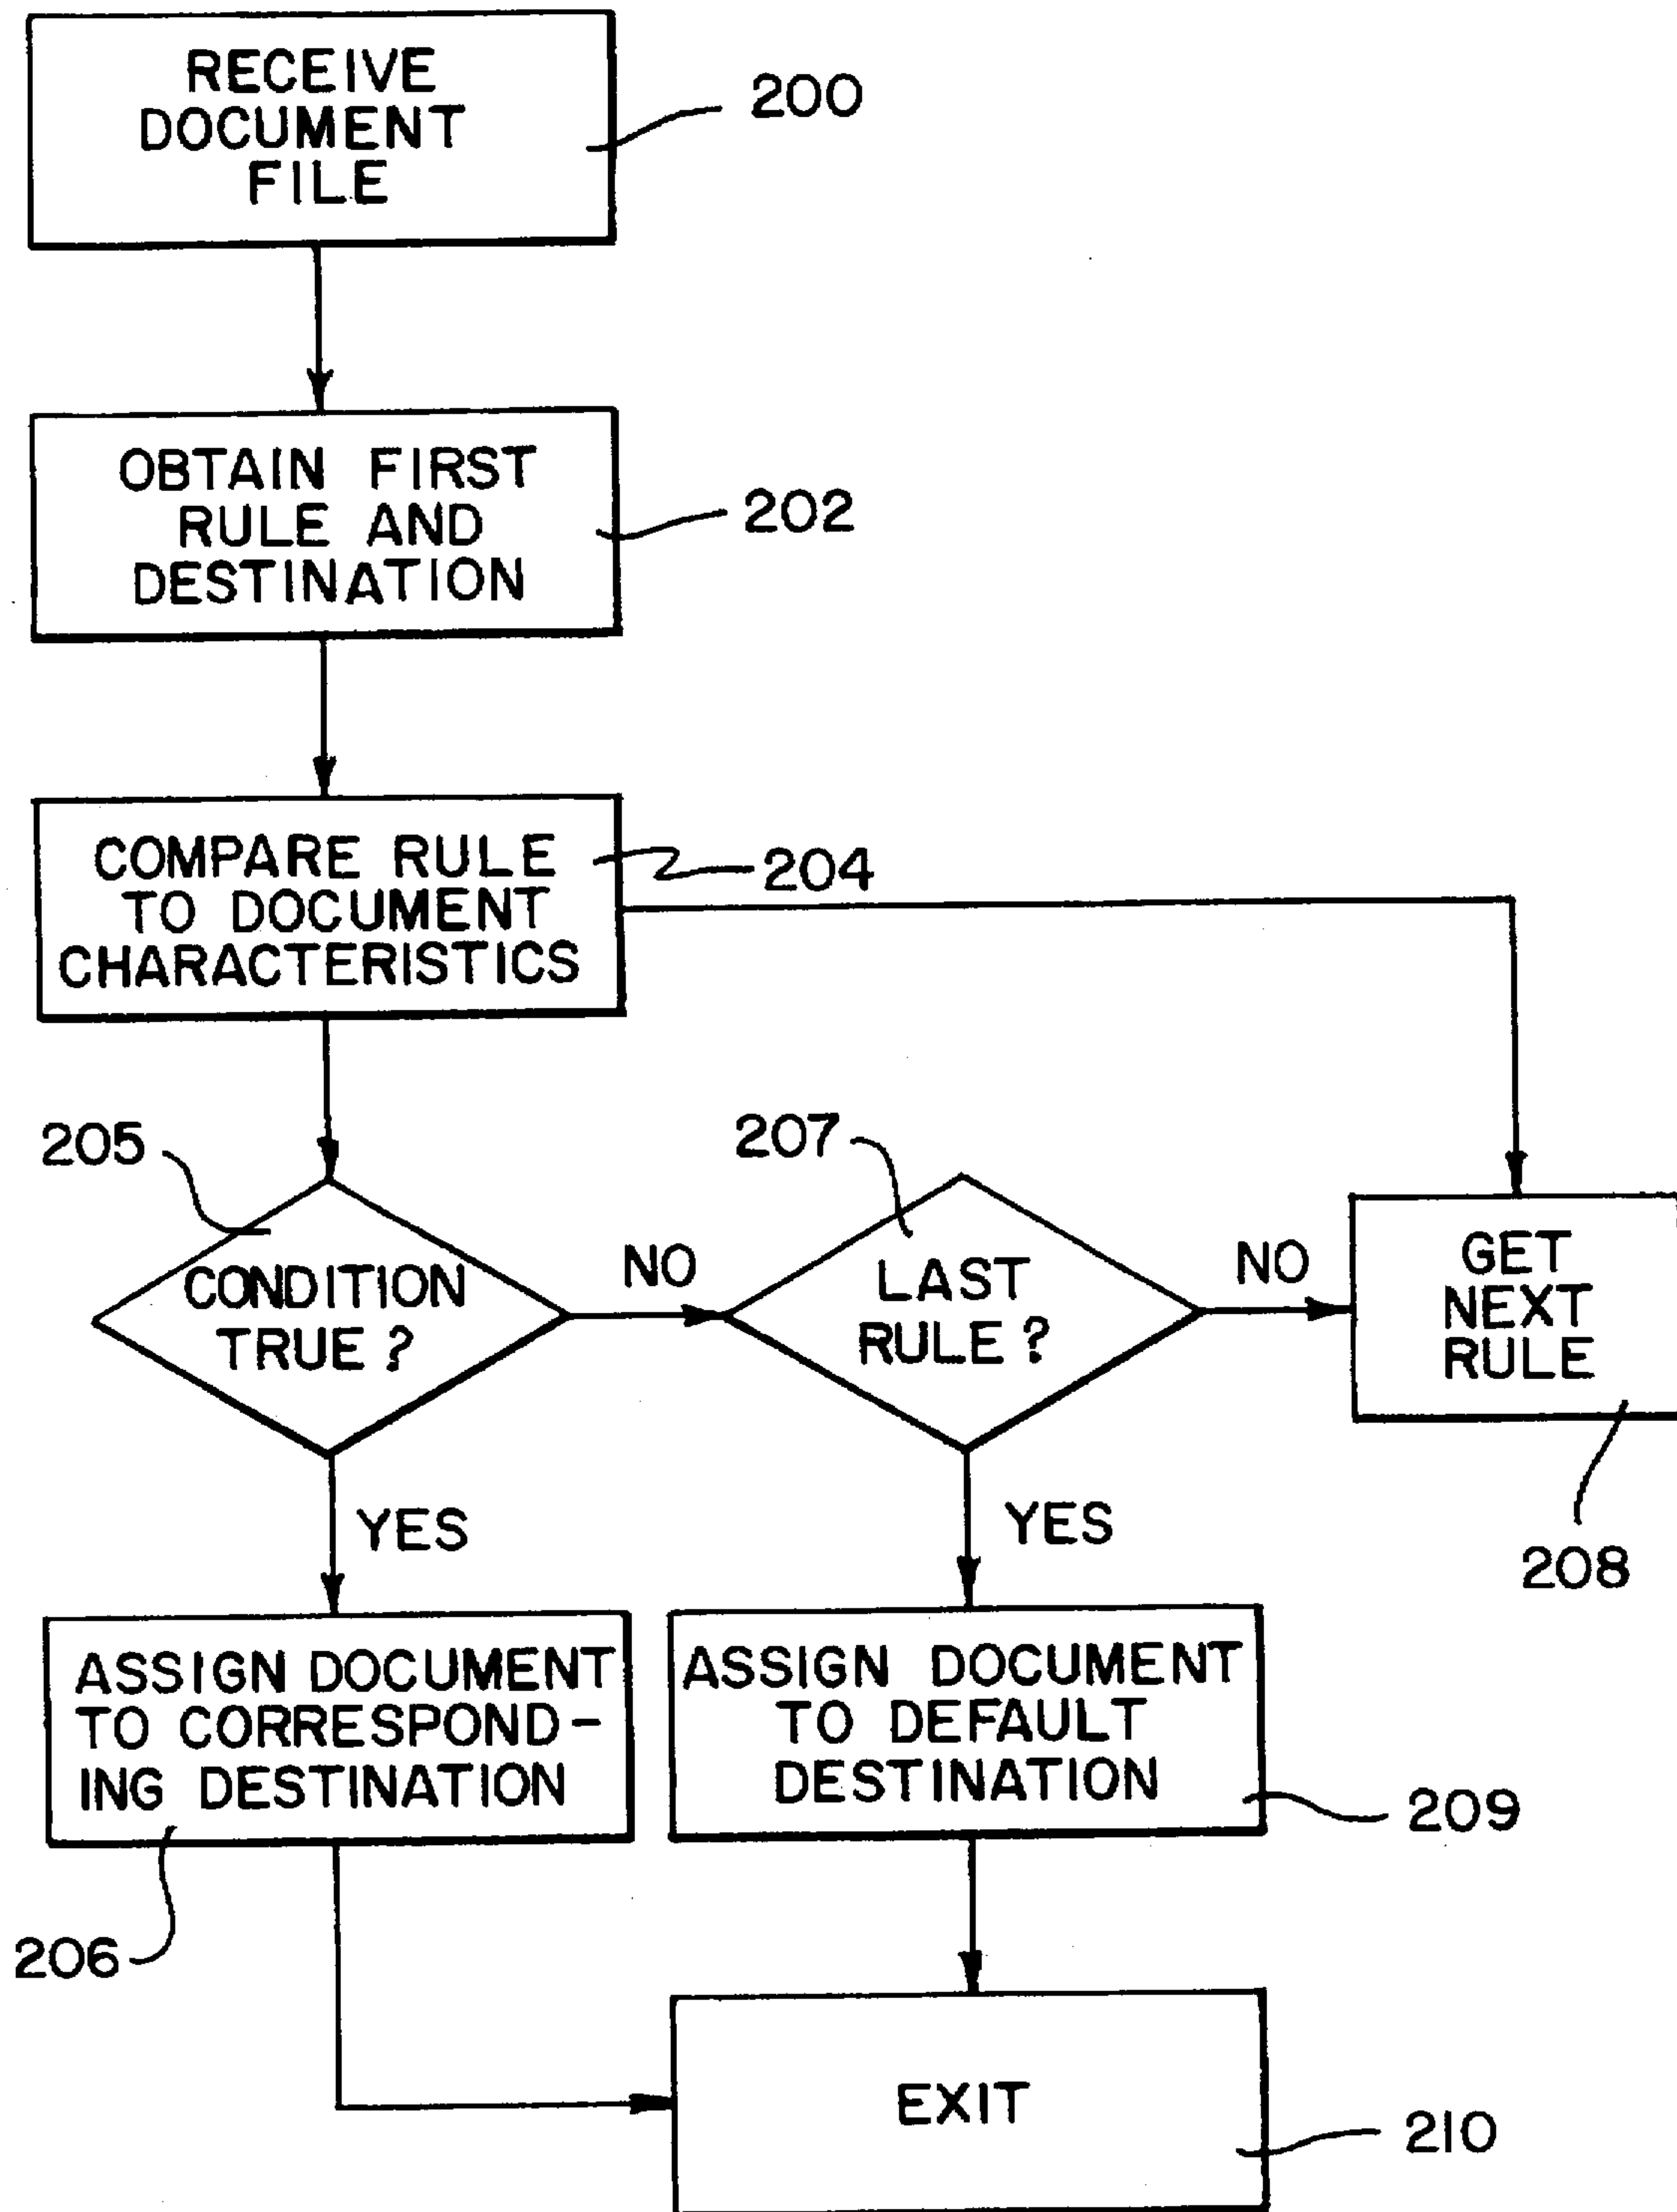 RECEIVE
DOCUMENT
FILE
200
OBTAIN FIRST
RULE AND
DESTINATION
202
COMPARE RULE
TO DOCUMENT
CHARACTERISTICS
204
205
CONDITION
TRUE?
NO
207
LAST
RULE?
NO
GET
NEXT
RULE
208
YES
YES
ASSIGN DOCUMENT
TO CORRESPOND-
ING DESTINATION
206
ASSIGN DOCUMENT
TO DEFAULT
DESTINATION
209
EXIT
210